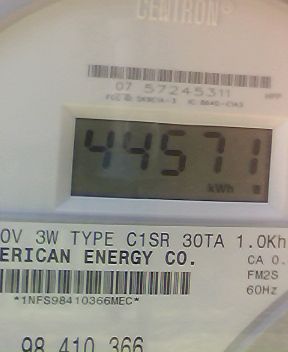 CENTRON®
07 57245311
44571
kWh
0V 3W TYPE C1SR 30TA 1.0Kh
ERICAN ENERGY CO.
CA 0.
FM2S
*1NFS98410366MEC*
60Hz
98 410 366